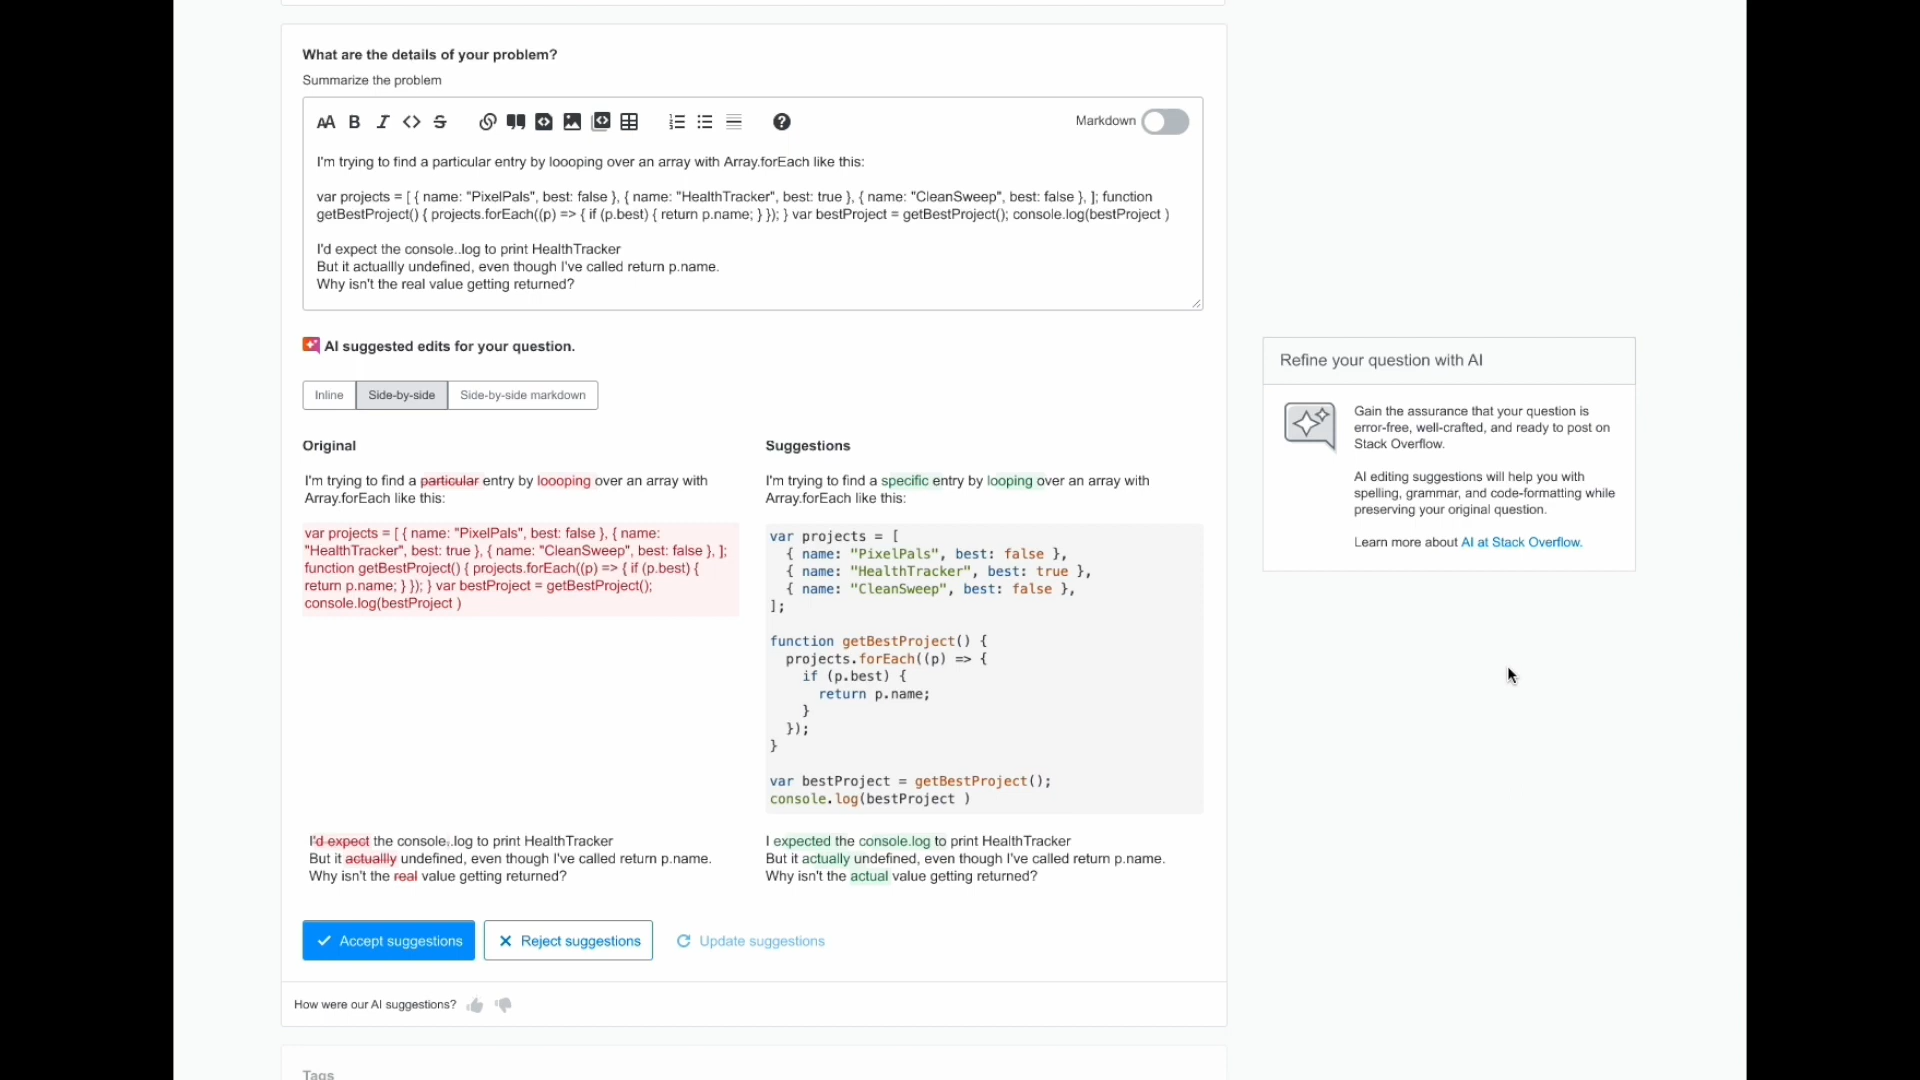 What are the details of your problem?
Summarize the problem
AA B I <> S
Markdown
I'm trying to find a particular entry by loooping over an array with Array.forEach like this:
var projects = [ { name: "PixelPals", best: false }, { name: "HealthTracker", best: true }, { name: "CleanSweep", best: false }, ]; function
getBestProject() { projects.forEach((p) => { if (p.best) { return p.name; } }); } var bestProject = getBestProject(); console.log(bestProject )
I'd expect the console..log to print HealthTracker
But it actuallly undefined, even though I've called return p.name.
Why isn't the real value getting returned?
AI suggested edits for your question.
Inline Side-by-side Side-by-side markdown
Original
I'm trying to find a particular entry by loooping over an array with
Array.forEach like this:
var projects = [ { name: "PixelPals", best: false }, { name:
"HealthTracker", best: true }, { name: "CleanSweep", best: false }, ];
function getBestProject() { projects.forEach((p) => { if (p.best) {
return p.name; } }); } var bestProject = getBestProject();
console.log(bestProject )
I'd expect the console..log to print HealthTracker
But it actuallly undefined, even though I've called return p.name.
Why isn't the real value getting returned?
Suggestions
I'm trying to find a specific entry by looping over an array with
Array.forEach like this:
var projects = [
  { name: "PixelPals", best: false },
  { name: "HealthTracker", best: true },
  { name: "CleanSweep", best: false },
];
function getBestProject() {
  projects.forEach((p) => {
    if (p.best) {
      return p.name;
    }
  });
}
var bestProject = getBestProject();
console.log(bestProject )
I expected the console.log to print HealthTracker
But it actually undefined, even though I've called return p.name.
Why isn't the actual value getting returned?
Accept suggestions Reject suggestions Update suggestions
How were our AI suggestions?
Tags
Refine your question with AI
Gain the assurance that your question is
error-free, well-crafted, and ready to post on
Stack Overflow.
AI editing suggestions will help you with
spelling, grammar, and code-formatting while
preserving your original question.
Learn more about AI at Stack Overflow.